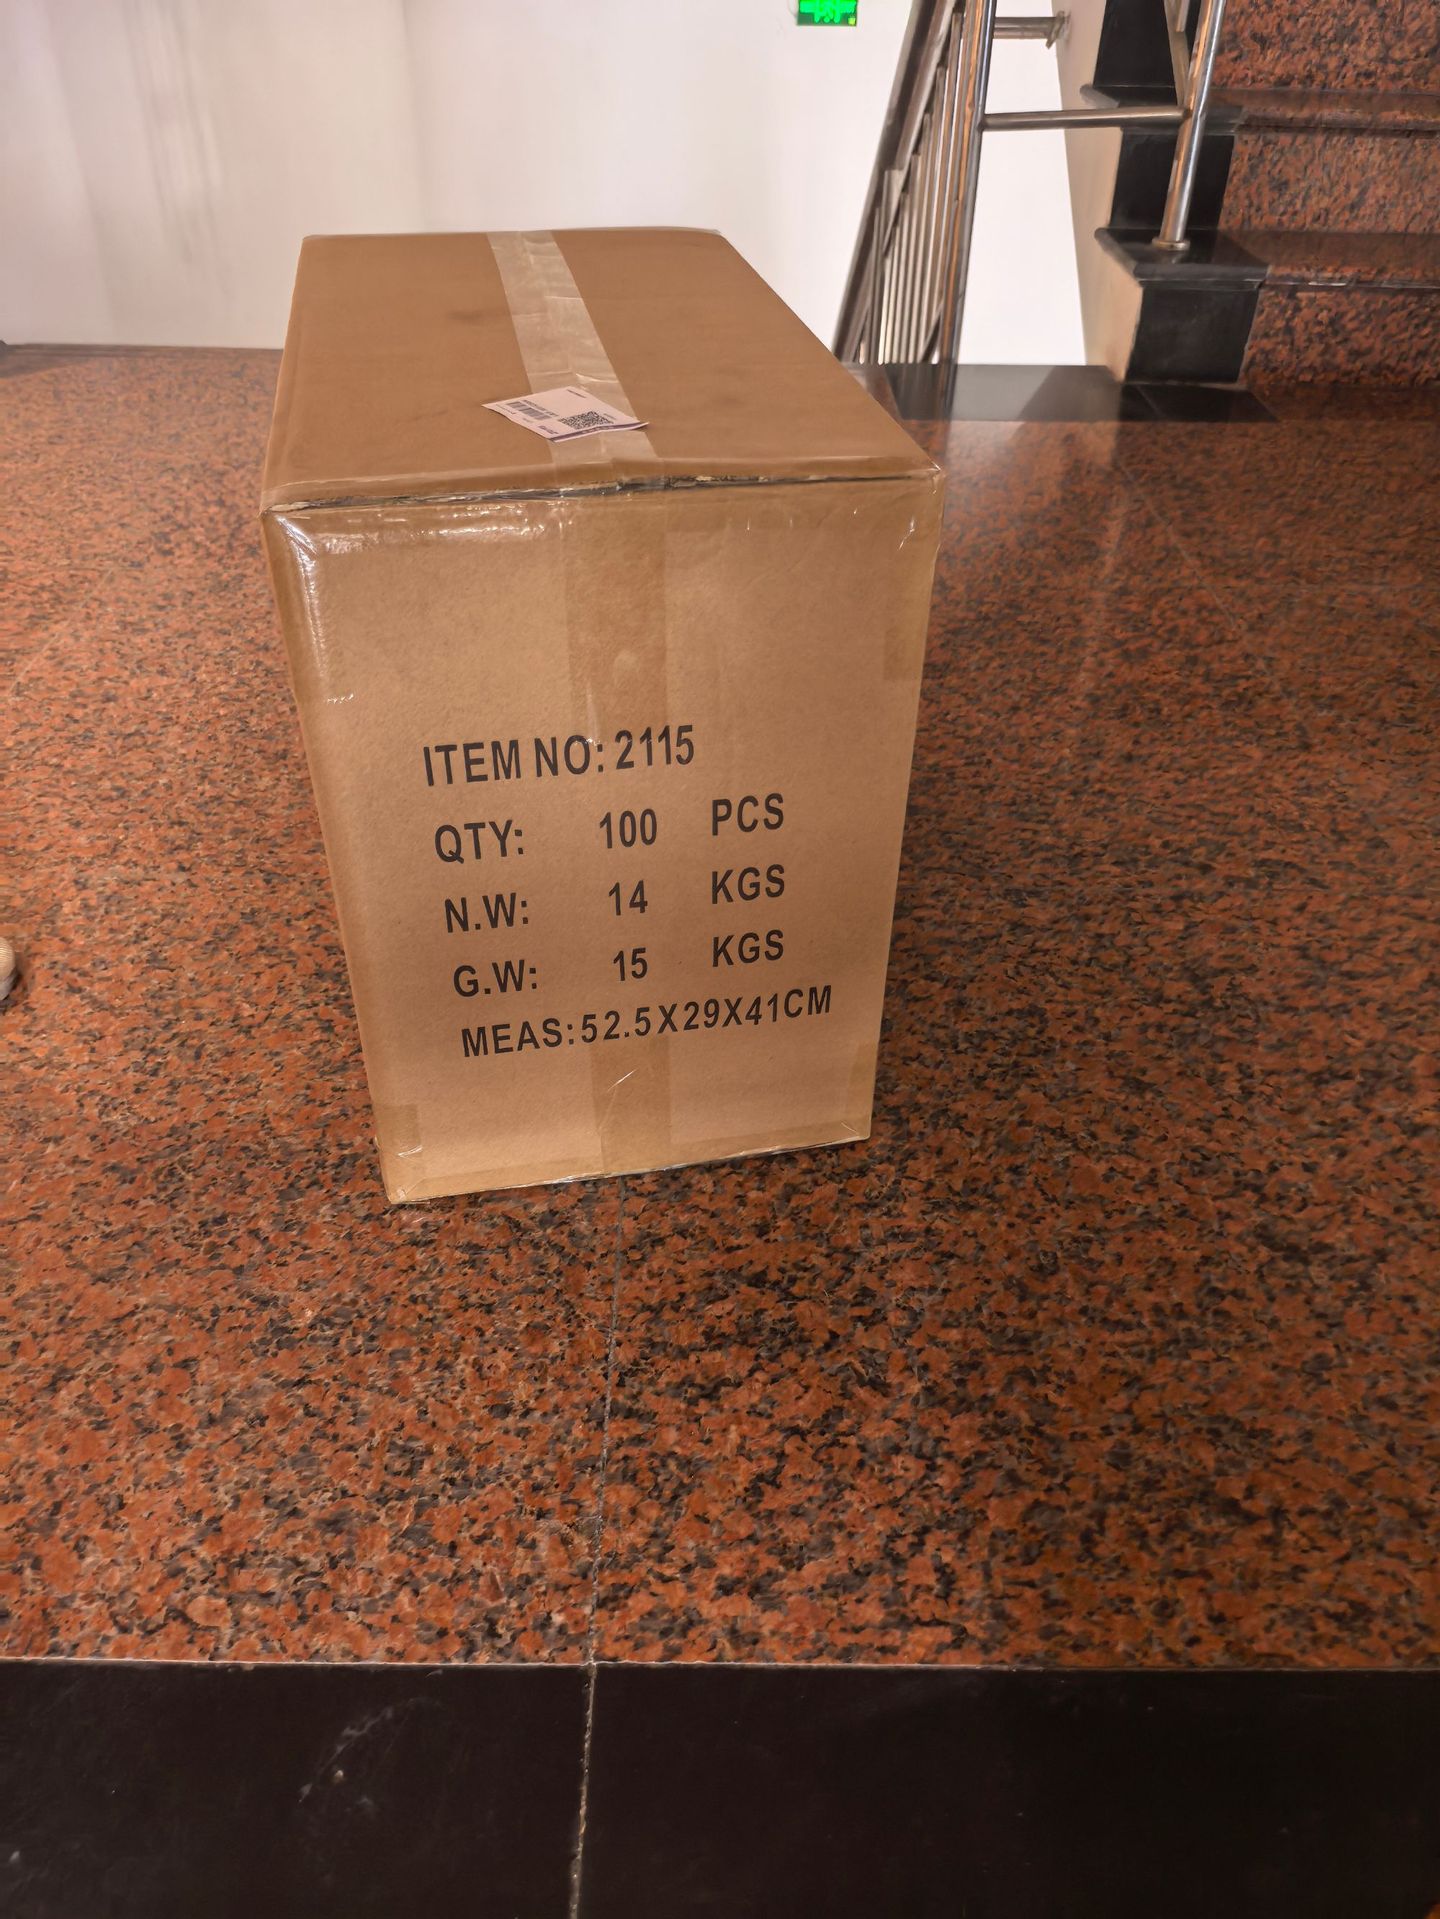 ITEM NO: 2115
QTY: 100 PCS
N.W: 14 KGS
G.W: 15 KGS
MEAS: 52.5X29X41CM